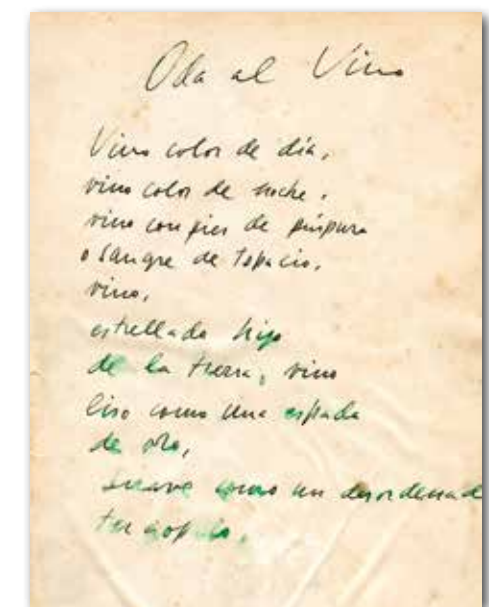 Oda al Vino
Vino color de día,
vino color de noche,
vino con pies de púrpura
o sangre de topacio,
vino,
estrellado hijo
de la tierra, vino
liso como una espada
de oro,
suave como un desordenad
terciopelo,